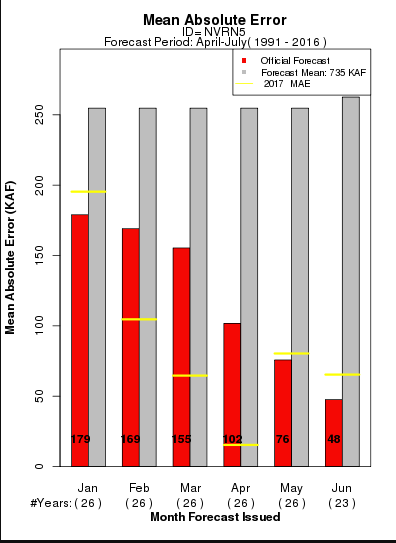 Mean Absolute Error
ID= NVRN5
Forecast Period: April-July( 1991 - 2016 )
Official Forecast
Forecast Mean: 735 KAF
2017 MAE
Mean Absolute Error (KAF)
250
200
150
100
50
0
179 169 155 102 76 48
Jan Feb Mar Apr May Jun
#Years: ( 26 ) ( 26 ) ( 26 ) ( 26 ) ( 26 ) ( 23 )
Month Forecast Issued